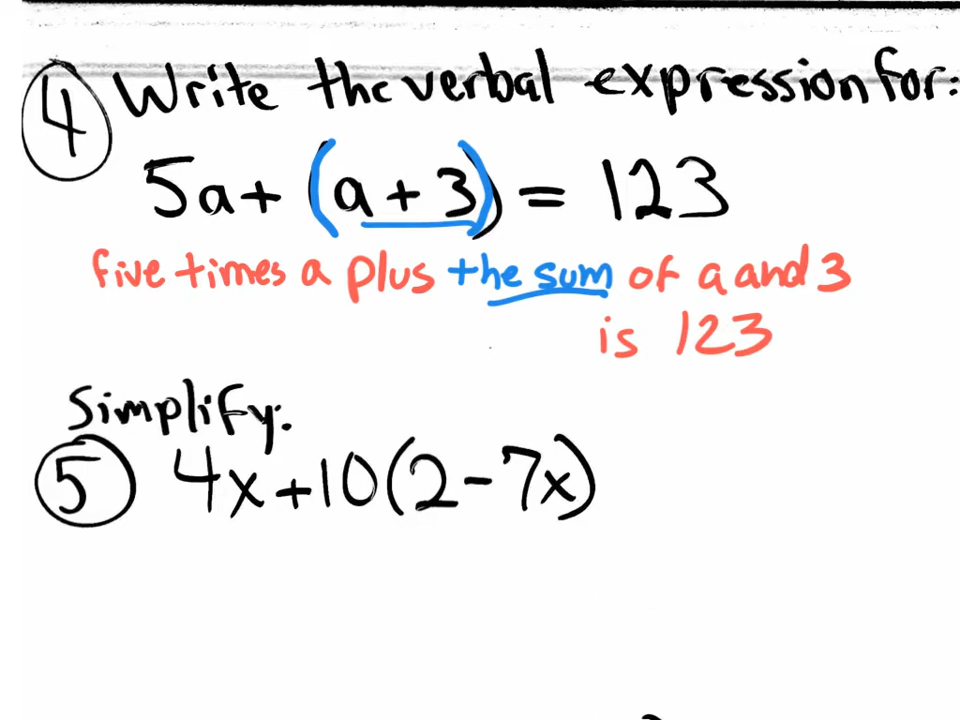 4 Write the verbal expression for:
5a + (a + 3) = 123
five times a plus the sum of a and 3
is 123
Simplify:
5 4x + 10(2 - 7x)